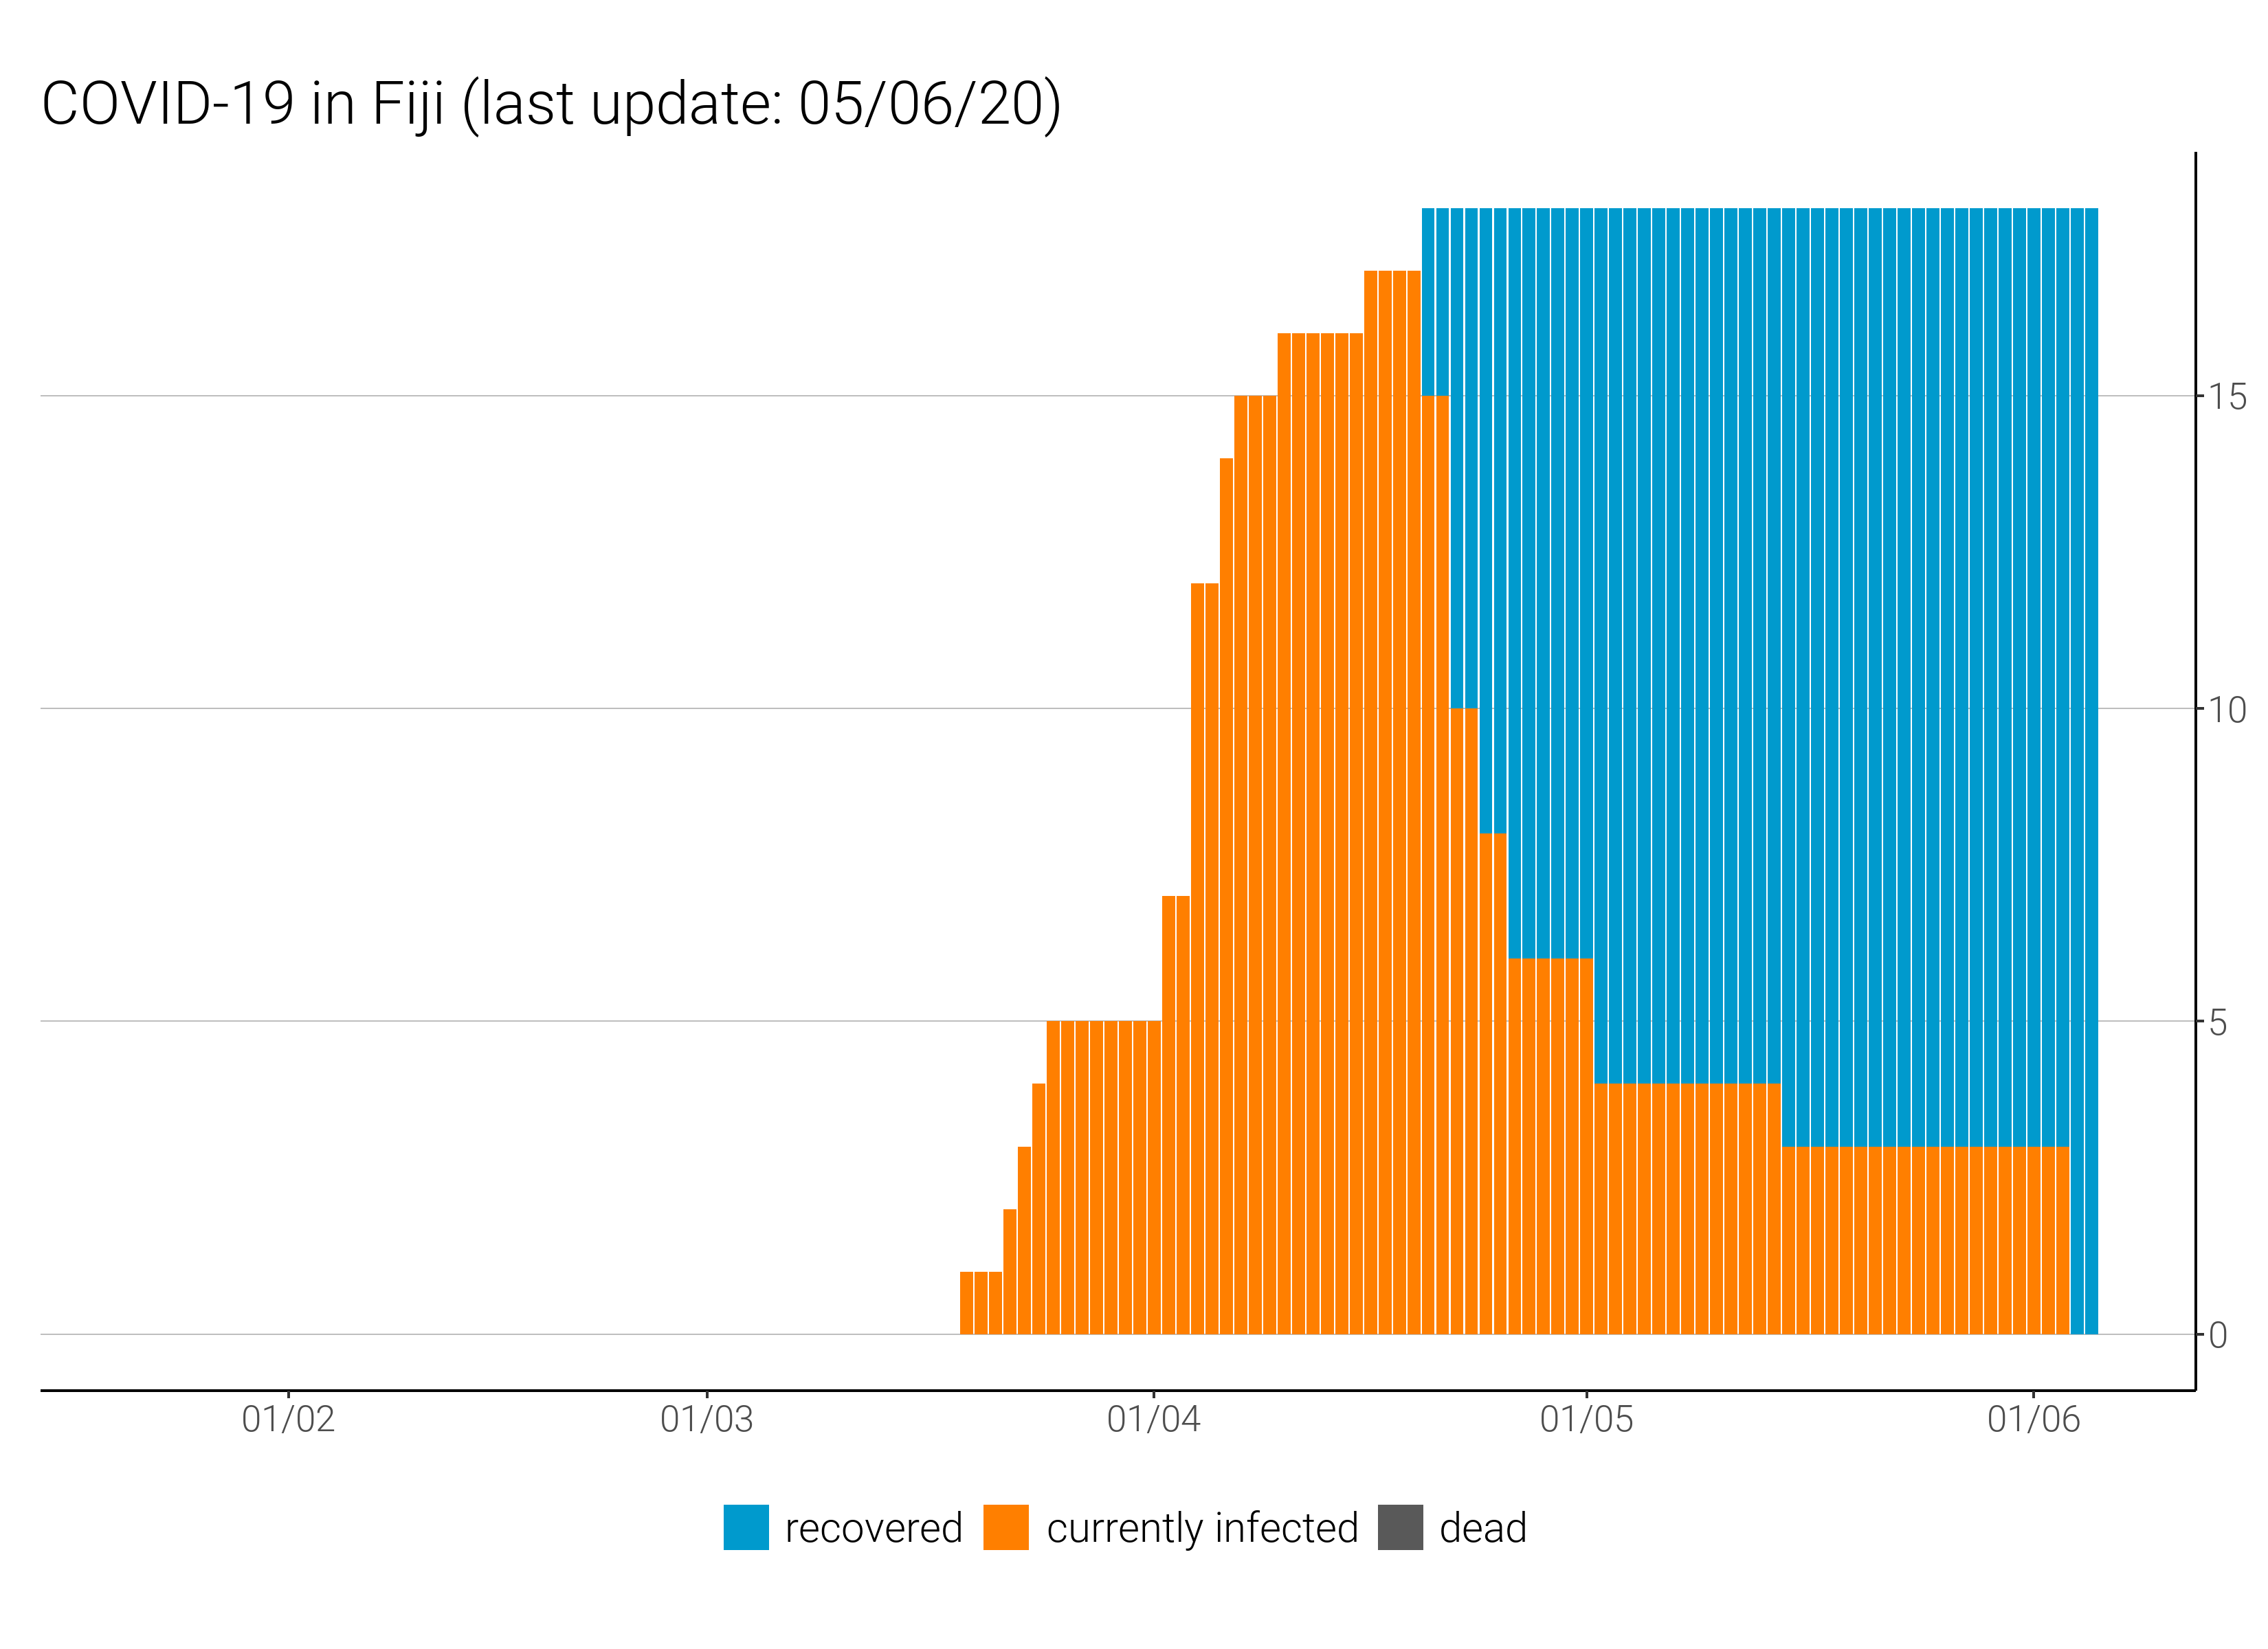 COVID-19 in Fiji (last update: 05/06/20)
15
10
5
0
01/02 01/03 01/04 01/05 01/06
recovered currently infected dead